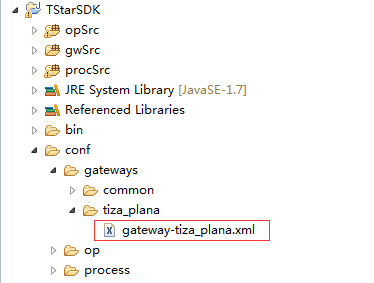 TStarSDK
opSrc
gwSrc
procSrc
JRE System Library [JavaSE-1.7]
Referenced Libraries
bin
conf
gateways
common
tiza_plana
gateway-tiza_plana.xml
op
process